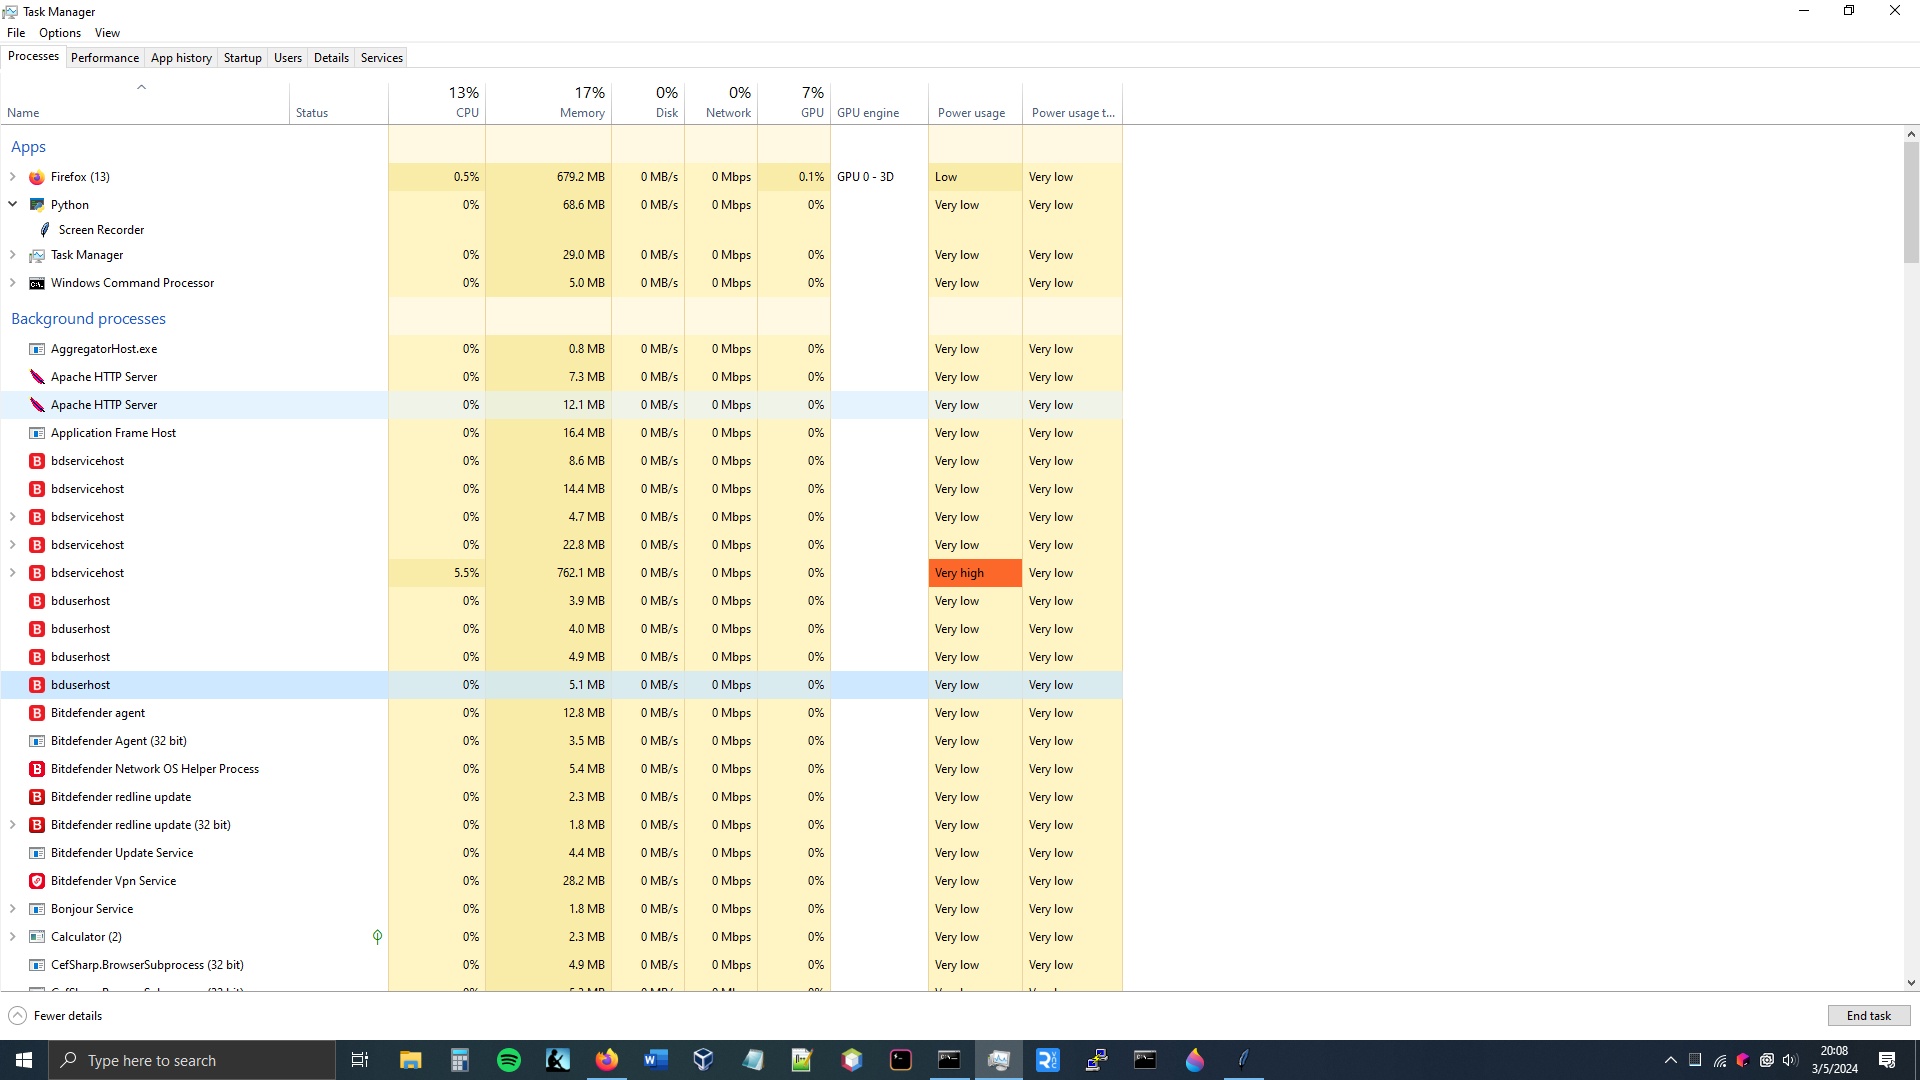 Task Manager
File Options View
Processes Performance App history Startup Users Details Services
13% 17% 0% 0% 7%
Name Status CPU Memory Disk Network GPU GPU engine Power usage Power usage t...
Apps
Firefox (13) 0.5% 679.2 MB 0 MB/s 0 Mbps 0.1% GPU 0 - 3D Low Very low
Python 0% 68.6 MB 0 MB/s 0 Mbps 0% Very low Very low
Screen Recorder
Task Manager 0% 29.0 MB 0 MB/s 0 Mbps 0% Very low Very low
Windows Command Processor 0% 5.0 MB 0 MB/s 0 Mbps 0% Very low Very low
Background processes
AggregatorHost.exe 0% 0.8 MB 0 MB/s 0 Mbps 0% Very low Very low
Apache HTTP Server 0% 7.3 MB 0 MB/s 0 Mbps 0% Very low Very low
Apache HTTP Server 0% 12.1 MB 0 MB/s 0 Mbps 0% Very low Very low
Application Frame Host 0% 16.4 MB 0 MB/s 0 Mbps 0% Very low Very low
bdservicehost 0% 8.6 MB 0 MB/s 0 Mbps 0% Very low Very low
bdservicehost 0% 14.4 MB 0 MB/s 0 Mbps 0% Very low Very low
bdservicehost 0% 4.7 MB 0 MB/s 0 Mbps 0% Very low Very low
bdservicehost 0% 22.8 MB 0 MB/s 0 Mbps 0% Very low Very low
bdservicehost 5.5% 762.1 MB 0 MB/s 0 Mbps 0% Very high Very low
bduserhost 0% 3.9 MB 0 MB/s 0 Mbps 0% Very low Very low
bduserhost 0% 4.0 MB 0 MB/s 0 Mbps 0% Very low Very low
bduserhost 0% 4.9 MB 0 MB/s 0 Mbps 0% Very low Very low
bduserhost 0% 5.1 MB 0 MB/s 0 Mbps 0% Very low Very low
Bitdefender agent 0% 12.8 MB 0 MB/s 0 Mbps 0% Very low Very low
Bitdefender Agent (32 bit) 0% 3.5 MB 0 MB/s 0 Mbps 0% Very low Very low
Bitdefender Network OS Helper Process 0% 5.4 MB 0 MB/s 0 Mbps 0% Very low Very low
Bitdefender redline update 0% 2.3 MB 0 MB/s 0 Mbps 0% Very low Very low
Bitdefender redline update (32 bit) 0% 1.8 MB 0 MB/s 0 Mbps 0% Very low Very low
Bitdefender Update Service 0% 4.4 MB 0 MB/s 0 Mbps 0% Very low Very low
Bitdefender Vpn Service 0% 28.2 MB 0 MB/s 0 Mbps 0% Very low Very low
Bonjour Service 0% 1.8 MB 0 MB/s 0 Mbps 0% Very low Very low
Calculator (2) 0% 2.3 MB 0 MB/s 0 Mbps 0% Very low Very low
CefSharp.BrowserSubprocess (32 bit) 0% 4.9 MB 0 MB/s 0 Mbps 0% Very low Very low
Fewer details End task
Type here to search
20:08
3/5/2024